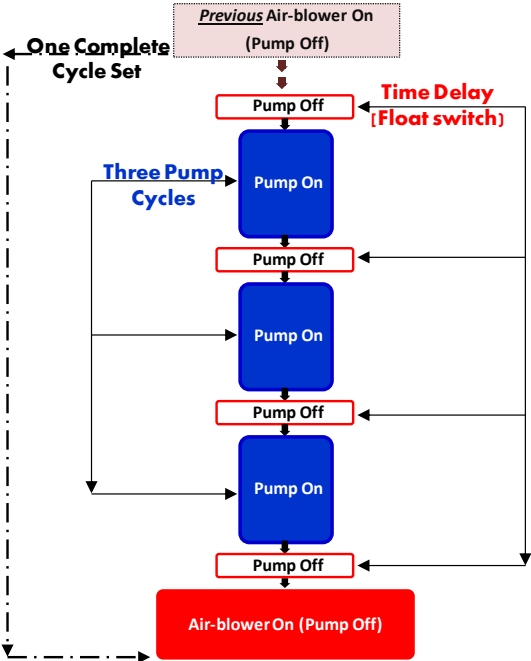 Previous Air-blower On
(Pump Off)
One Complete
Cycle Set
Time Delay
[Float switch]
Pump Off
Three Pump
Cycles
Pump On
Pump Off
Pump On
Pump Off
Pump On
Pump Off
Air-blower On (Pump Off)